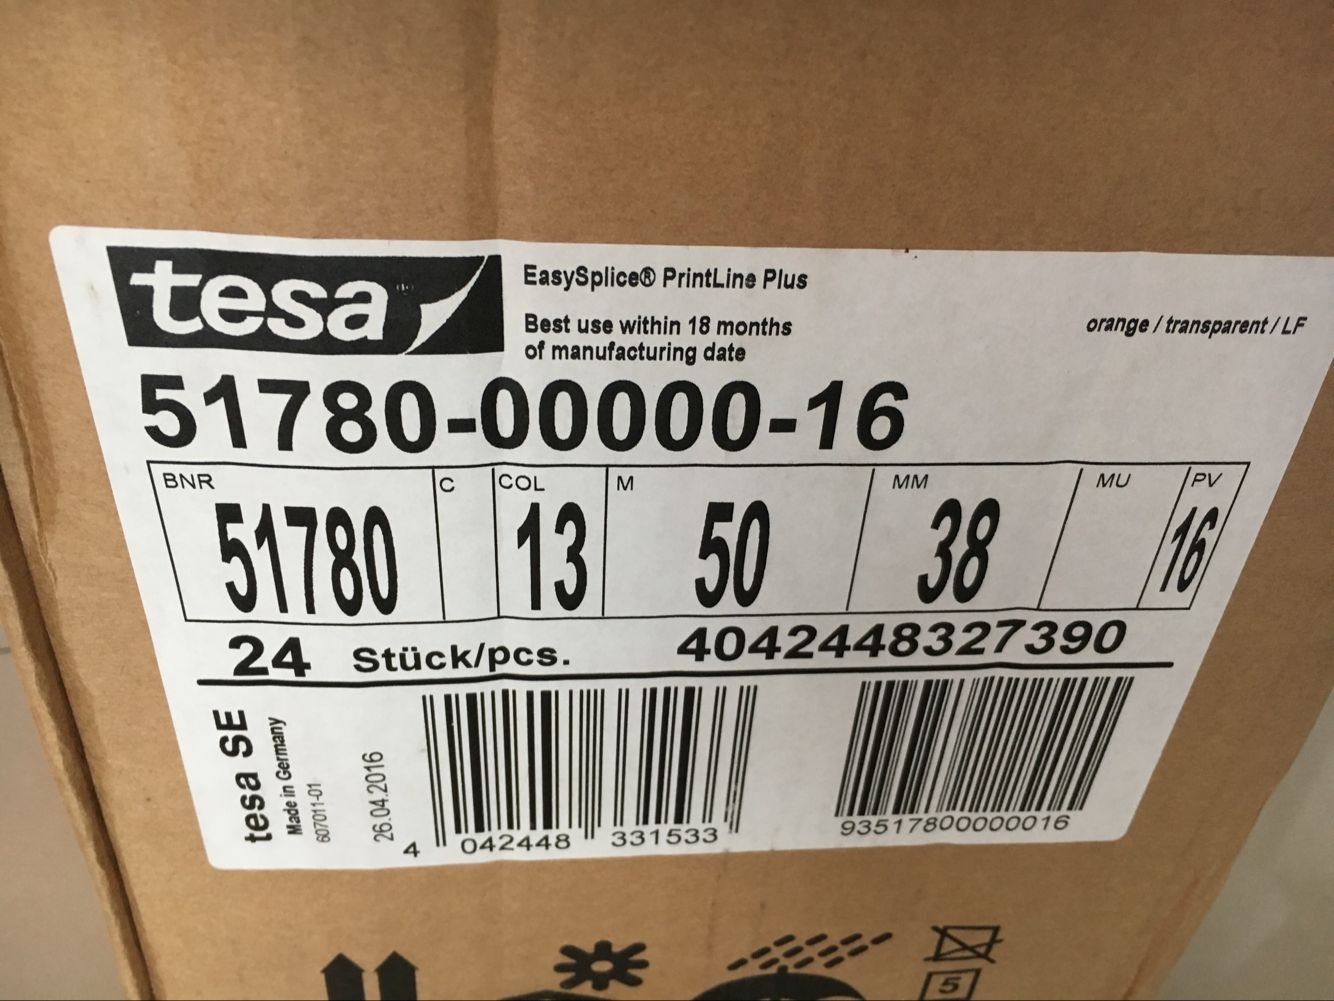 tesa
EasySplice® PrintLine Plus
Best use within 18 months
of manufacturing date
orange / transparent / LF
51780-00000-16
BNR C COL M MM MU PV
51780 13 50 38 16
24 Stück/pcs. 4042448327390
tesa SE
Made in Germany
607011-01
26.04.2016
4 042448 331533
93517800000016
5